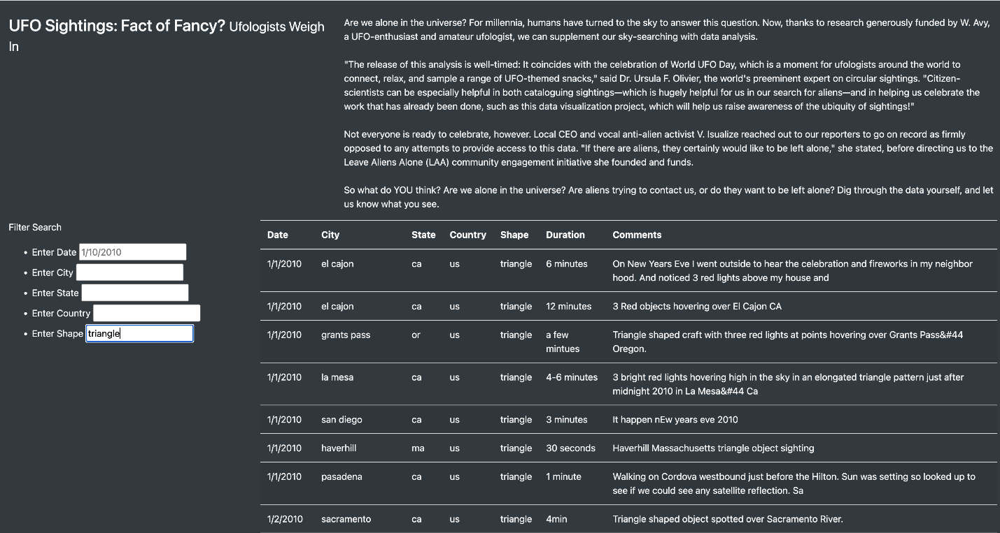 UFO Sightings: Fact of Fancy? Ufologists Weigh
In
Are we alone in the universe? For millennia, humans have turned to the sky to answer this question. Now, thanks to research generously funded by W. Avy,
a UFO-enthusiast and amateur ufologist, we can supplement our sky-searching with data analysis.
"The release of this analysis is well-timed: It coincides with the celebration of World UFO Day, which is a moment for ufologists around the world to
connect, relax, and sample a range of UFO-themed snacks," said Dr. Ursula F. Olivier, the world's preeminent expert on circular sightings. "Citizen-
scientists can be especially helpful in both cataloguing sightings—which is hugely helpful for us in our search for aliens—and in helping us celebrate the
work that has already been done, such as this data visualization project, which will help us raise awareness of the ubiquity of sightings!"
Not everyone is ready to celebrate, however. Local CEO and vocal anti-alien activist V. Isualize reached out to our reporters to go on record as firmly
opposed to any attempts to provide access to this data. "If there are aliens, they certainly would like to be left alone," she stated, before directing us to the
Leave Aliens Alone (LAA) community engagement initiative she founded and funds.
So what do YOU think? Are we alone in the universe? Are aliens trying to contact us, or do they want to be left alone? Dig through the data yourself, and let
us know what you see.
Filter Search
• Enter Date 1/10/2010
• Enter City
• Enter State
• Enter Country
• Enter Shape triangle
Date City State Country Shape Duration Comments
1/1/2010 el cajon ca us triangle 6 minutes On New Years Eve I went outside to hear the celebration and fireworks in my neighbor
hood. And noticed 3 red lights above my house and
1/1/2010 el cajon ca us triangle 12 minutes 3 Red objects hovering over El Cajon CA
1/1/2010 grants pass or us triangle a few Triangle shaped craft with three red lights at points hovering over Grants Pass&#44
mintues Oregon.
1/1/2010 la mesa ca us triangle 4-6 minutes 3 bright red lights hovering high in the sky in an elongated triangle pattern just after
midnight 2010 in La Mesa&#44 Ca
1/1/2010 san diego ca us triangle 3 minutes It happen nEw years eve 2010
1/1/2010 haverhill ma us triangle 30 seconds Haverhill Massachusetts triangle object sighting
1/1/2010 pasadena ca us triangle 1 minute Walking on Cordova westbound just before the Hilton. Sun was setting so looked up to
see if we could see any satellite reflection. Sa
1/2/2010 sacramento ca us triangle 4min Triangle shaped object spotted over Sacramento River.